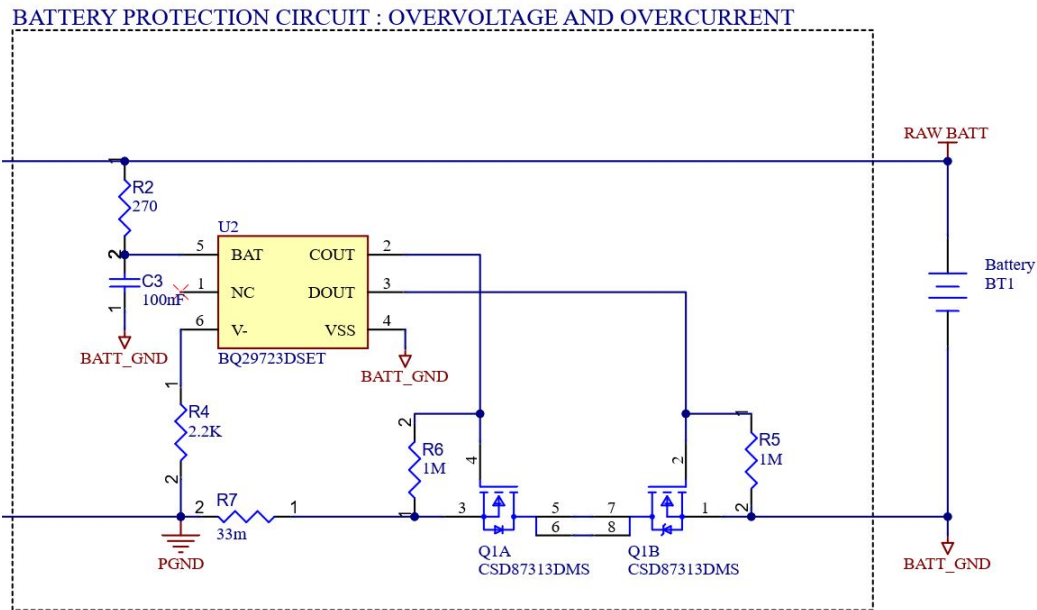 BATTERY PROTECTION CIRCUIT : OVERVOLTAGE AND OVERCURRENT
RAW BATT
1
R2
270
2
U2
5 BAT COUT 2
C3
100nF
1 NC DOUT 3
1
6 V- VSS 4
BATT_GND
BQ29723DSET
BATT_GND
Battery
BT1
1
R4
2.2K
2
2
R6
1M
1
4
2
1
R5
1M
2
2 R7 1
33m
3
5 7
6 8
1
PGND
Q1A
CSD87313DMS
Q1B
CSD87313DMS
BATT_GND